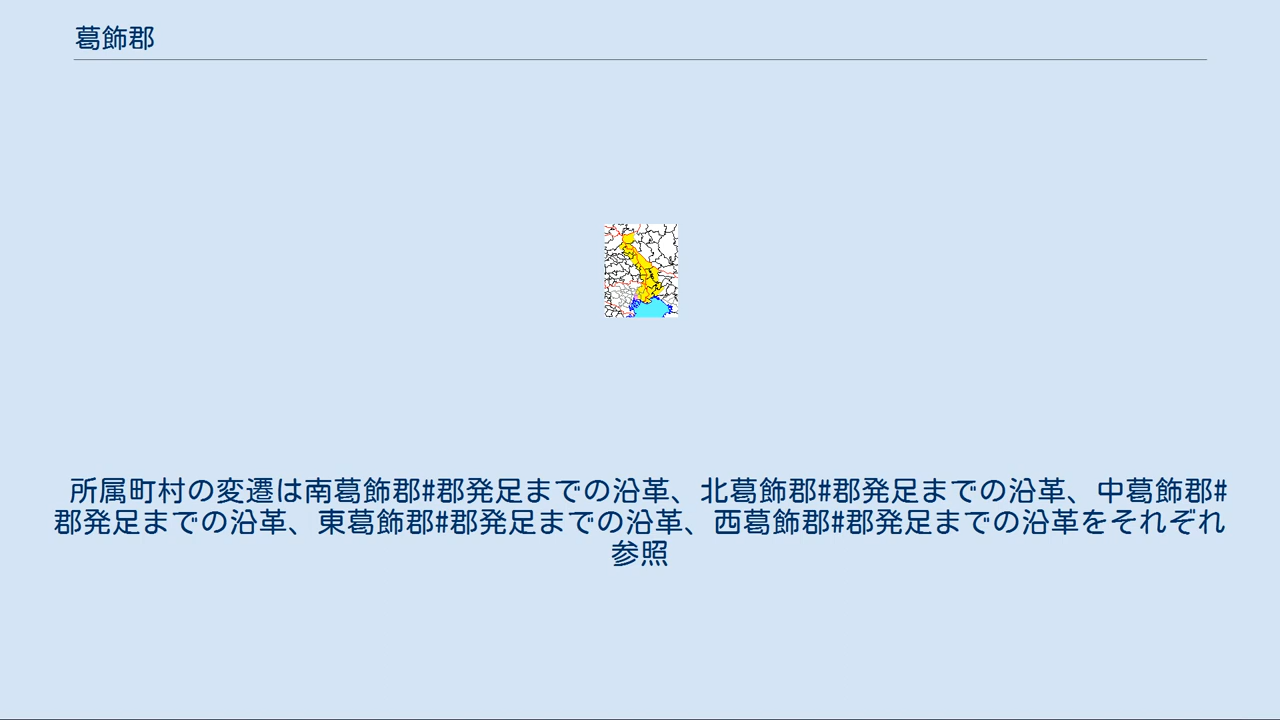 葛飾郡
所属町村の変遷は南葛飾郡#郡発足までの沿革、北葛飾郡#郡発足までの沿革、中葛飾郡#
郡発足までの沿革、東葛飾郡#郡発足までの沿革、西葛飾郡#郡発足までの沿革をそれぞれ
参照